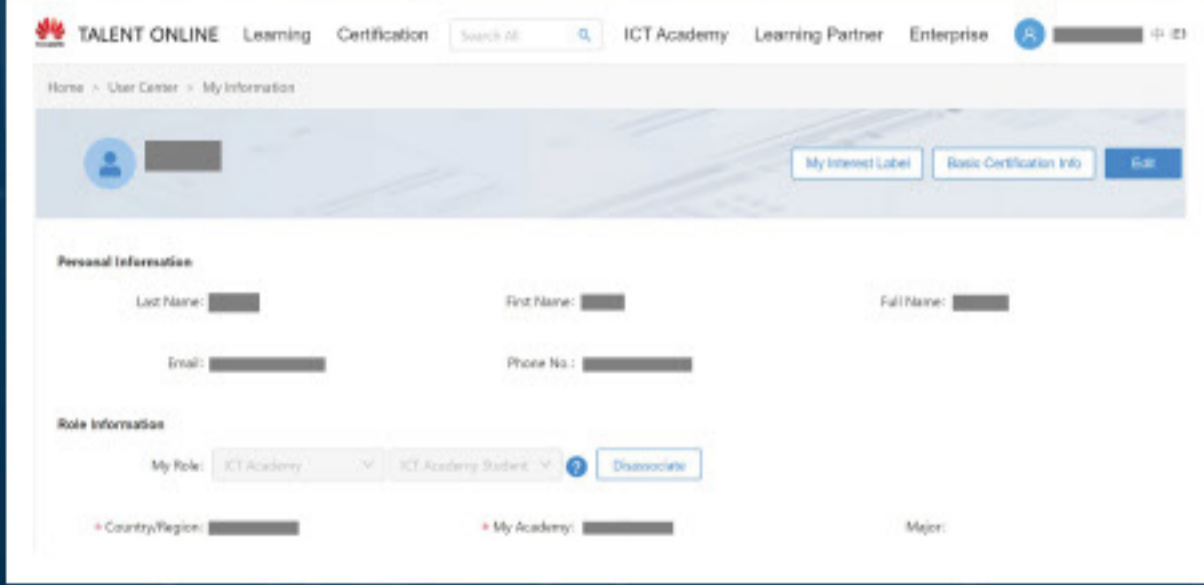 TALENT ONLINE Learning Certification Search All ICT Academy Learning Partner Enterprise 中
Home > User Center > My Information
My Interest Label Basic Certification Info Edit
Personal Information
Last Name: First Name: Full Name:
Email: Phone No.:
Role Information
My Role: ICT Academy ICT Academy Student ? Disassociate
* Country/Region: * My Academy: Major: